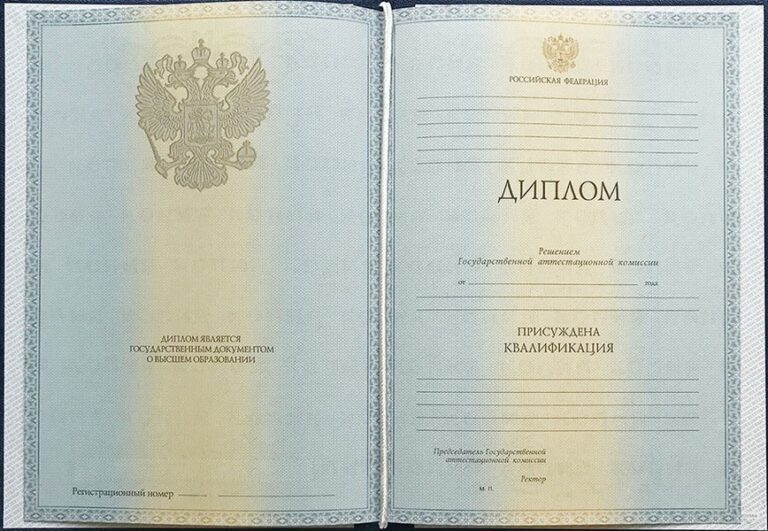 ДИПЛОМ ЯВЛЯЕТСЯ
ГОСУДАРСТВЕННЫМ ДОКУМЕНТОМ
О ВЫСШЕМ ОБРАЗОВАНИИ
Регистрационный номер
РОССИЙСКАЯ ФЕДЕРАЦИЯ
ДИПЛОМ
Решением
Государственной аттестационной комиссии
от года
ПРИСУЖДЕНА
КВАЛИФИКАЦИЯ
Председатель Государственной
аттестационной комиссии
Ректор
М. П.